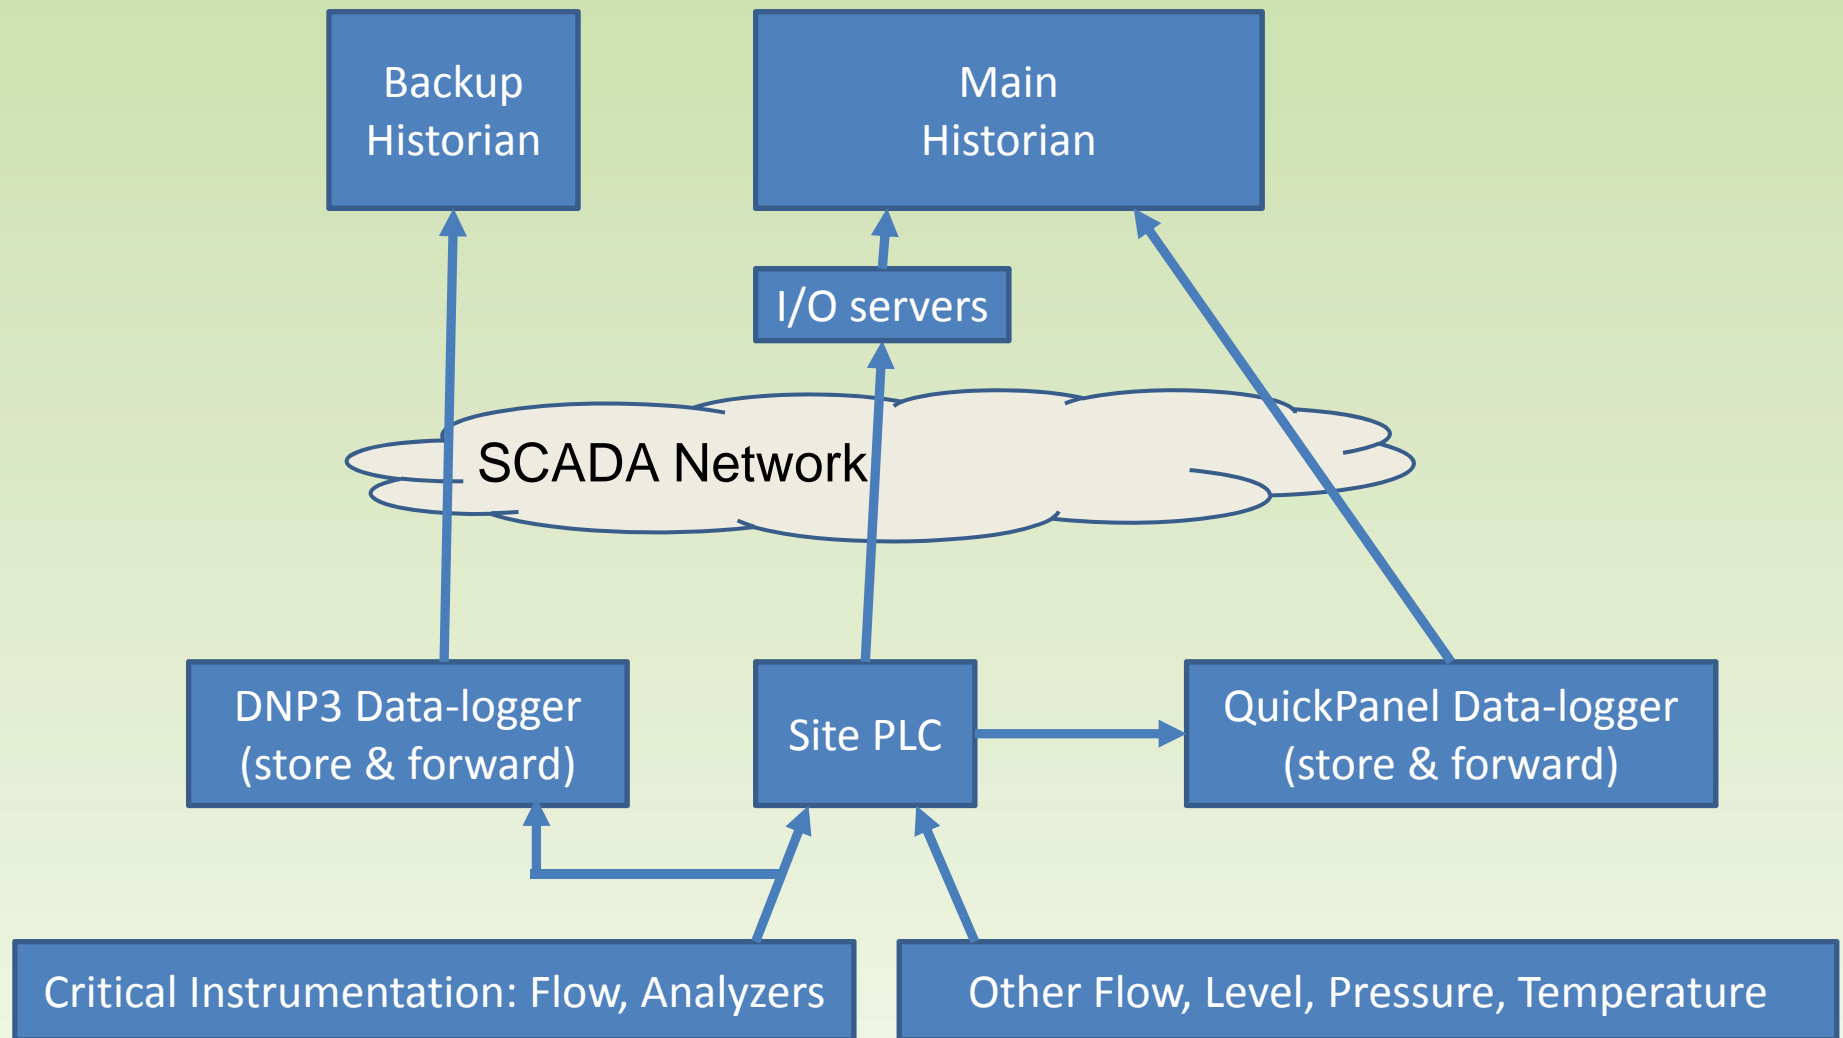 Backup
Historian
Main
Historian
I/O servers
SCADA Network
DNP3 Data-logger
(store & forward)
Site PLC
QuickPanel Data-logger
(store & forward)
Critical Instrumentation: Flow, Analyzers
Other Flow, Level, Pressure, Temperature